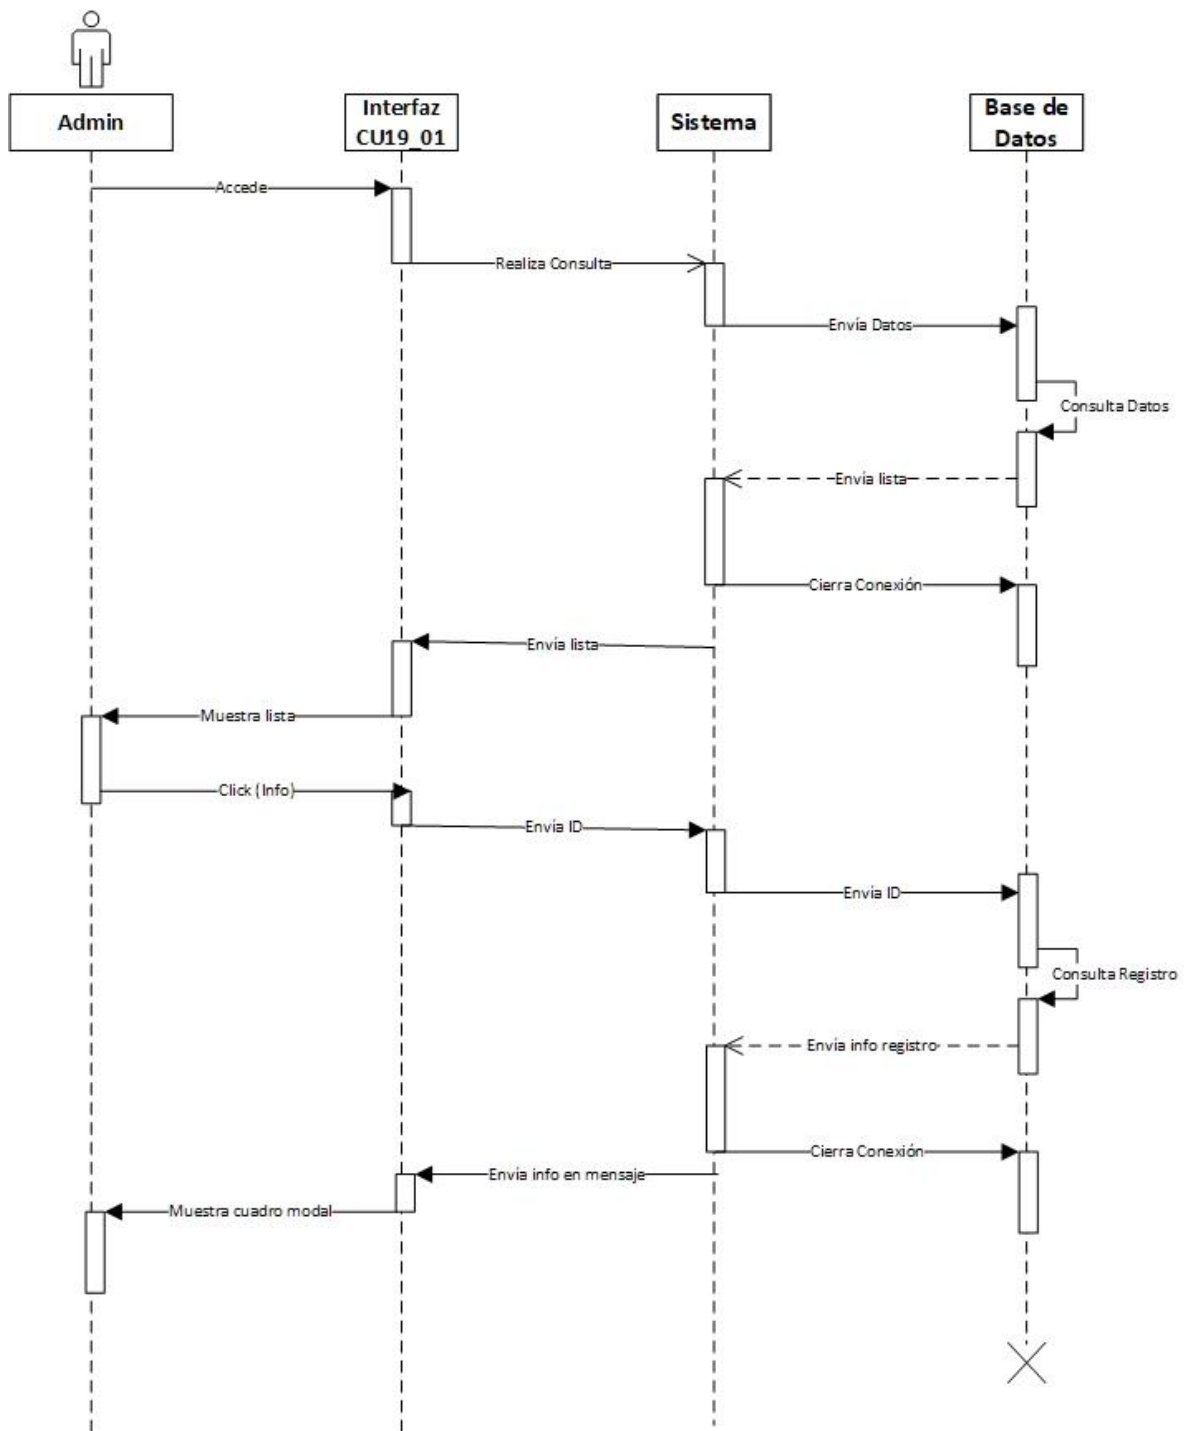 Admin
Interfaz
CU19_01
Sistema
Base de
Datos
Accede
Realiza Consulta
Envía Datos
Consulta Datos
Envía lista
Cierra Conexión
Envía lista
Muestra lista
Click (Info)
Envía ID
Envía ID
Consulta Registro
Envía info registro
Cierra Conexión
Envía info en mensaje
Muestra cuadro modal